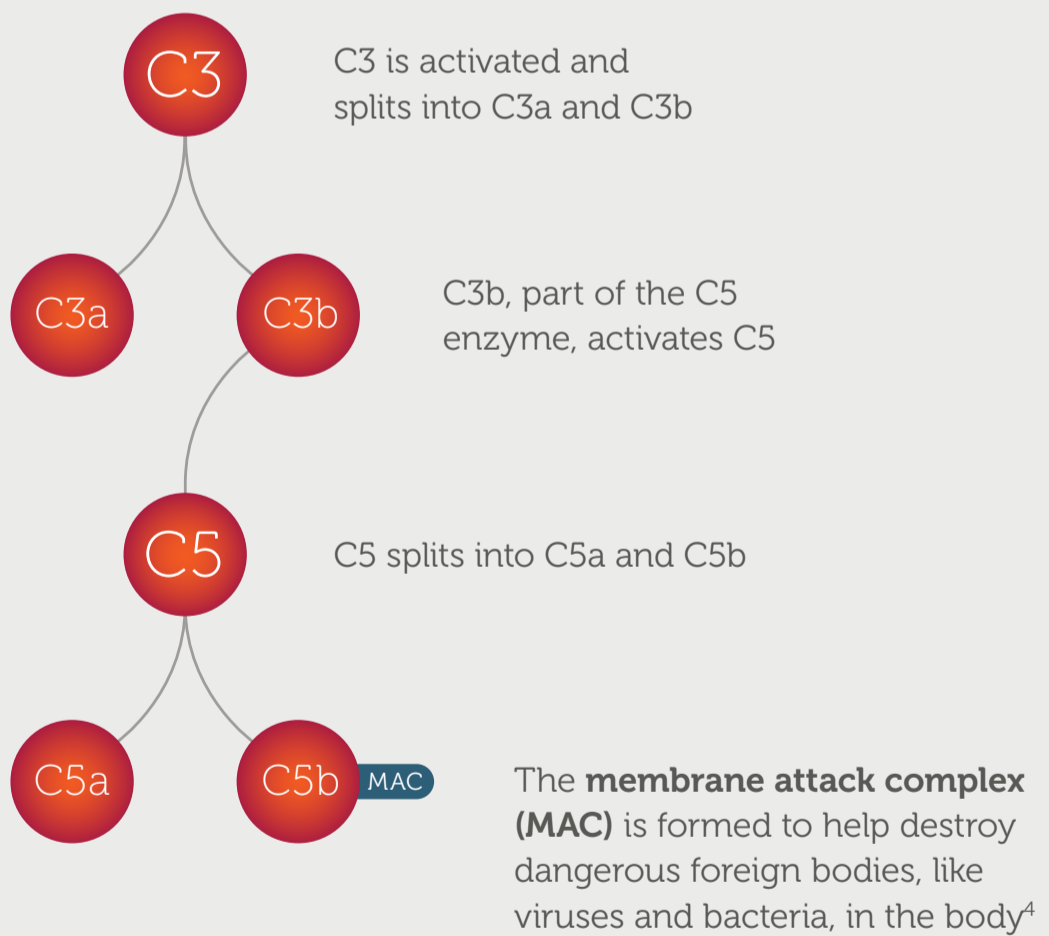 C3
C3 is activated and
splits into C3a and C3b
C3a
C3b
C3b, part of the C5
enzyme, activates C5
C5
C5 splits into C5a and C5b
C5a
C5b
MAC
The membrane attack complex
(MAC) is formed to help destroy
dangerous foreign bodies, like
viruses and bacteria, in the body⁴